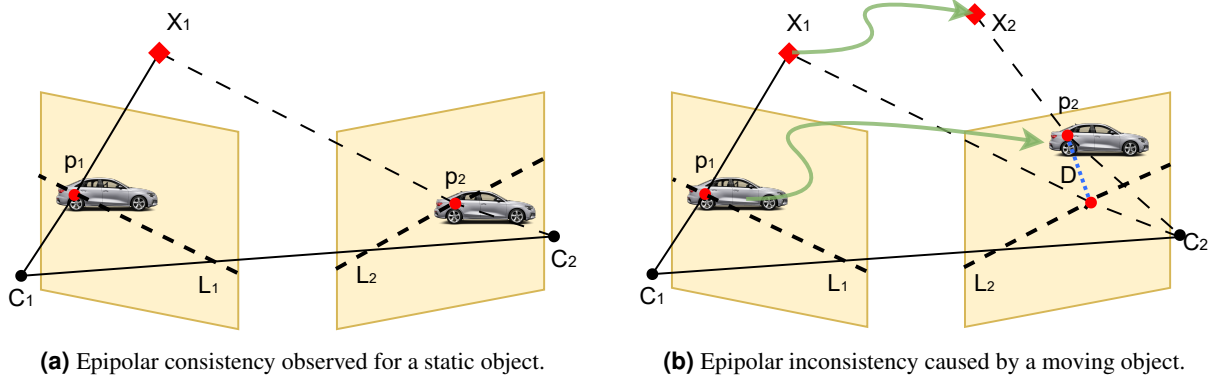 X1
p1
p2
C1
L1
L2
C2
(a) Epipolar consistency observed for a static object.
X1
X2
p2
p1
D
C2
C1
L1
L2
(b) Epipolar inconsistency caused by a moving object.